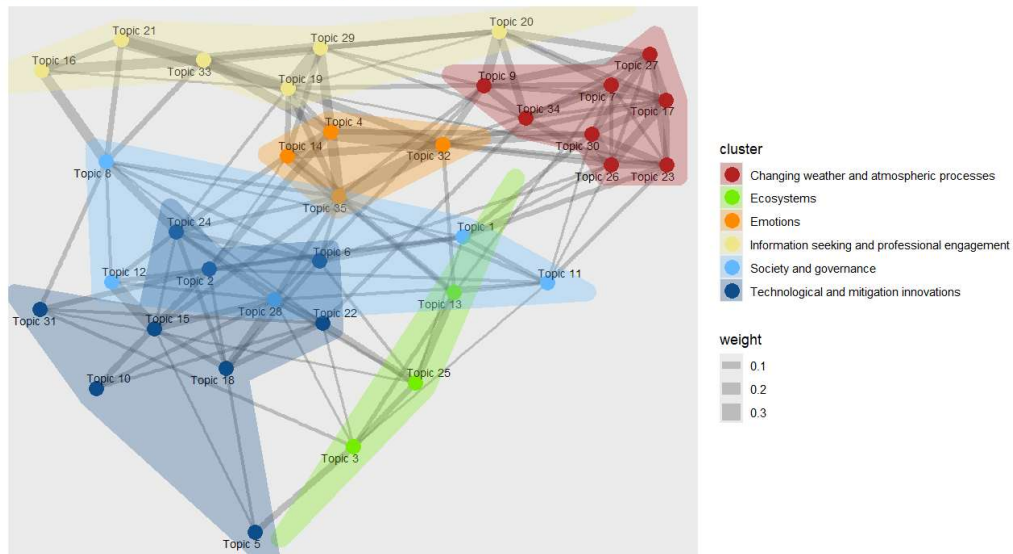 Topic 20
Topic 21
Topic 29
Topic 16
Topic 33
Topic 27
Topic 9
Topic 19
Topic 7
Topic 17
Topic 34
Topic 4
Topic 14
Topic 30
Topic 32
Topic 8
Topic 26
Topic 23
Topic 35
Topic 24
Topic 1
Topic 6
Topic 12
Topic 2
Topic 11
Topic 13
Topic 28
Topic 31
Topic 15
Topic 22
Topic 25
Topic 10
Topic 18
Topic 3
Topic 5
cluster
Changing weather and atmospheric processes
Ecosystems
Emotions
Information seeking and professional engagement
Society and governance
Technological and mitigation innovations
weight
0.1
0.2
0.3